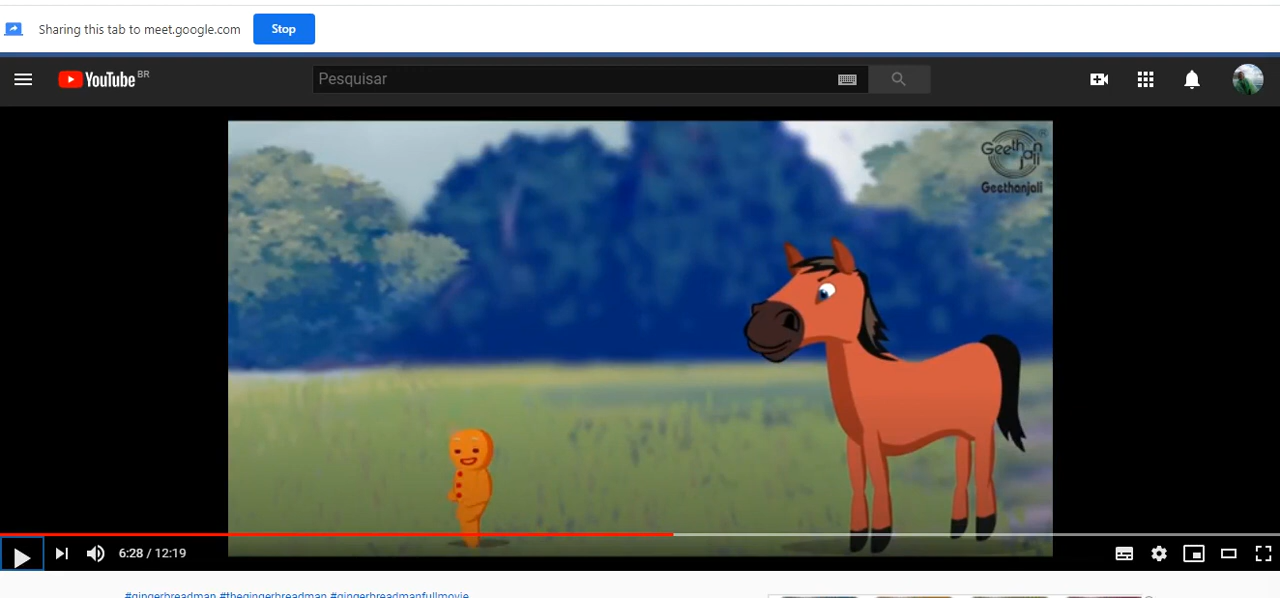 Sharing this tab to meet.google.com Stop
YouTube BR
Pesquisar
Geethanjali
Geethanjali
6:28 / 12:19
#gingerbreadman #thegingerbreadman #gingerbreadmanfullmovie